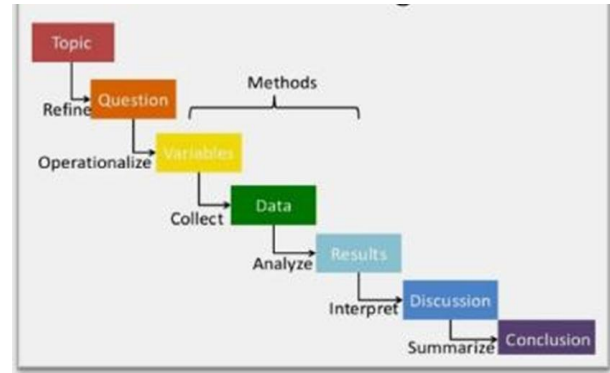 Topic
Refine
Question
Methods
Operationalize
Variables
Collect
Data
Analyze
Results
Interpret
Discussion
Summarize
Conclusion